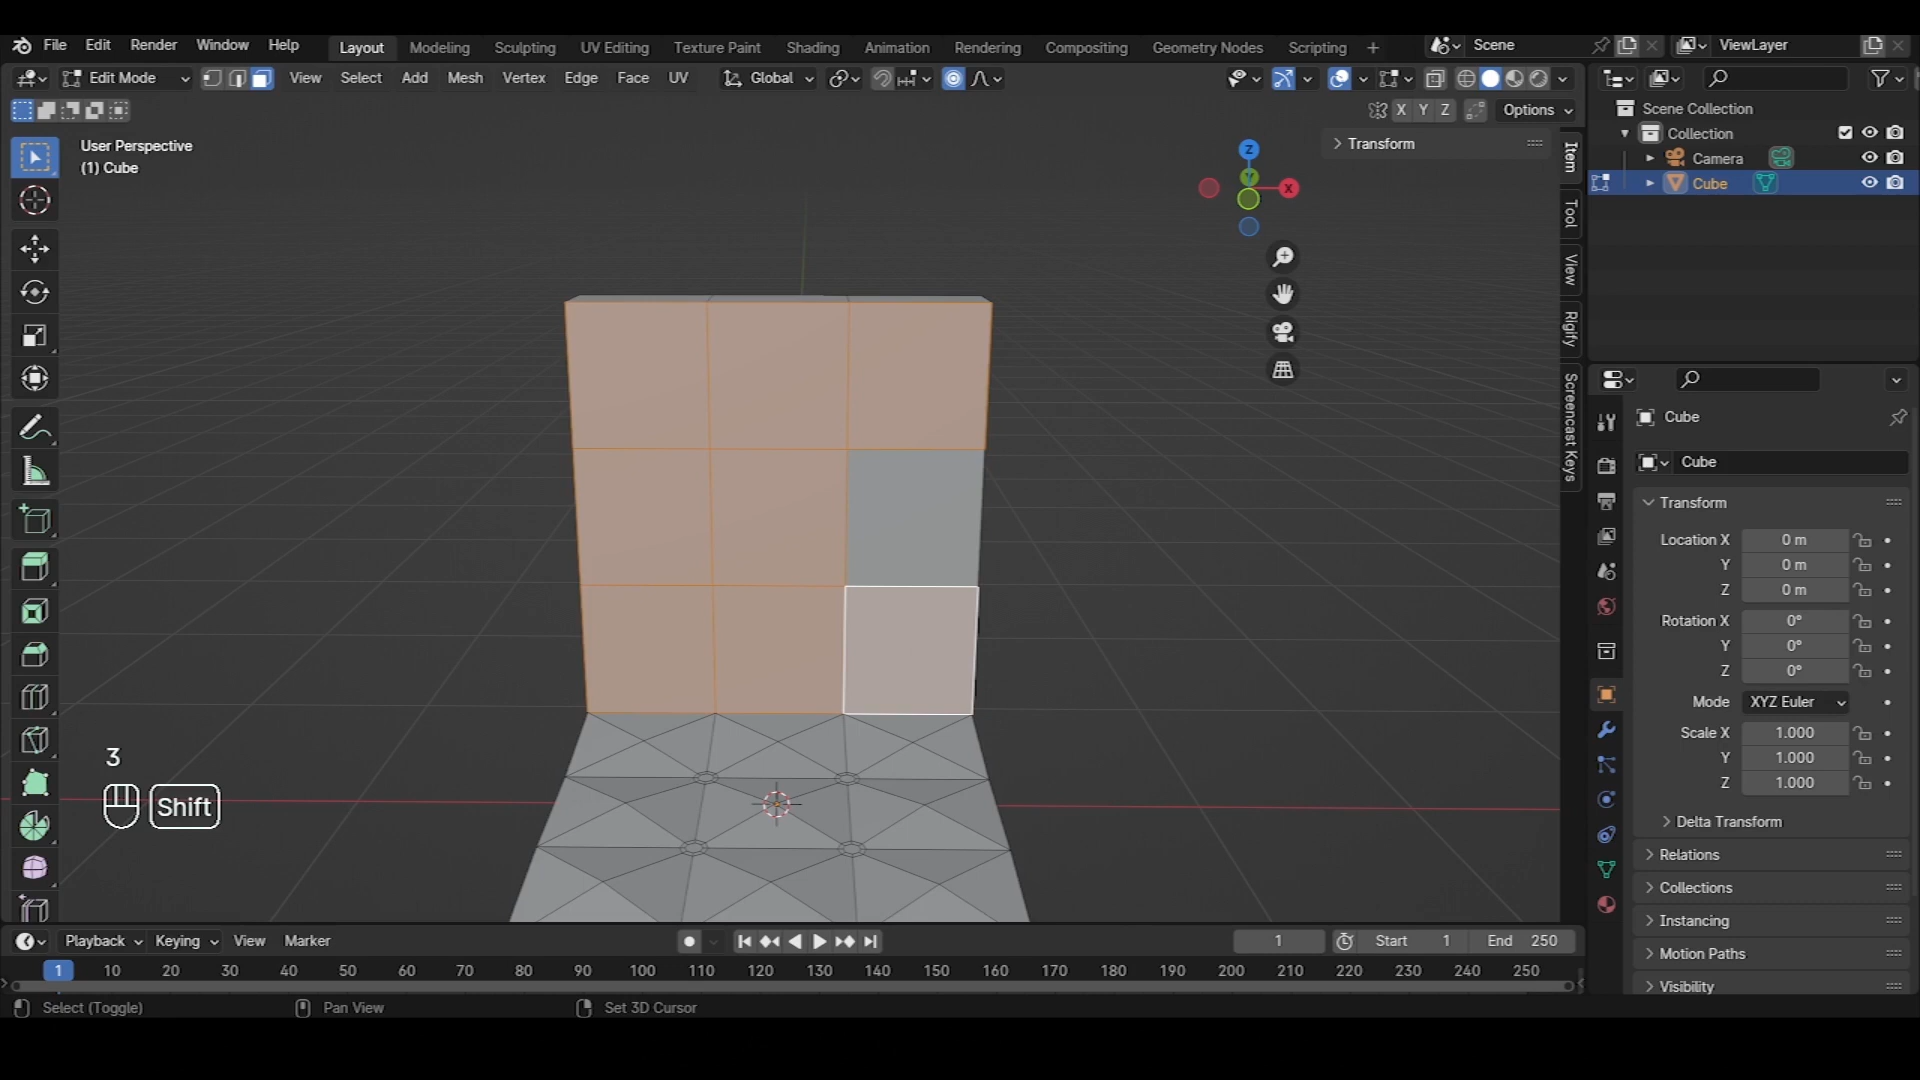 File Edit Render Window Help Layout Modeling Sculpting UV Editing Texture Paint Shading Animation Rendering Compositing Geometry Nodes Scripting + Scene ViewLayer
Edit Mode View Select Add Mesh Vertex Edge Face UV Global
X Y Z Options
User Perspective
(1) Cube
Z
X
Transform
Item
Tool
View
Rigify
Screencast Keys
Scene Collection
Collection
Camera
Cube
Cube
Cube
Transform
Location X 0 m
Y 0 m
Z 0 m
Rotation X 0°
Y 0°
Z 0°
Mode XYZ Euler
Scale X 1.000
Y 1.000
Z 1.000
Delta Transform
Relations
Collections
Instancing
Motion Paths
Visibility
3
Shift
Playback Keying View Marker 1 Start 1 End 250
1 10 20 30 40 50 60 70 80 90 100 110 120 130 140 150 160 170 180 190 200 210 220 230 240 250
Select (Toggle) Pan View Set 3D Cursor